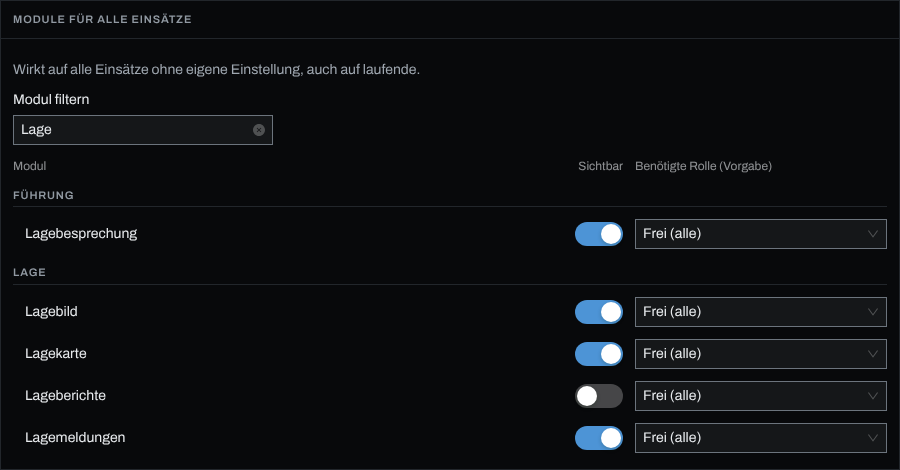 MODULE FÜR ALLE EINSÄTZE
Wirkt auf alle Einsätze ohne eigene Einstellung, auch auf laufende.
Modul filtern
Lage
Modul Sichtbar Benötigte Rolle (Vorgabe)
FÜHRUNG
Lagebesprechung Frei (alle)
LAGE
Lagebild Frei (alle)
Lagekarte Frei (alle)
Lageberichte Frei (alle)
Lagemeldungen Frei (alle)